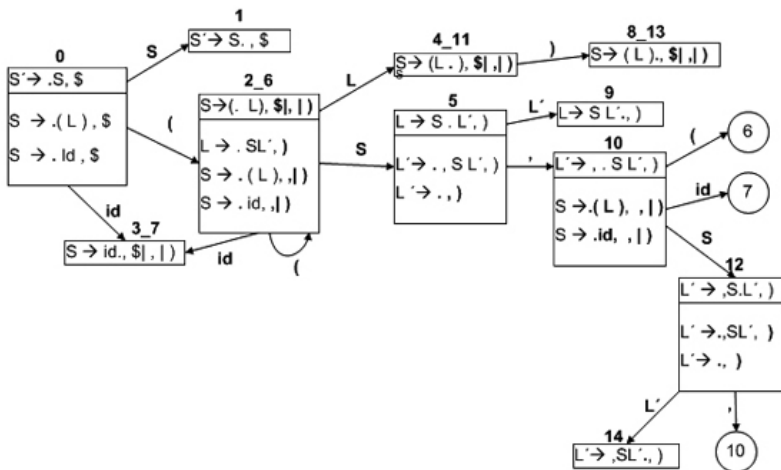 0
S´→ .S, $
S → .( L ) , $
S → . Id , $
S
1
S´→ S. , $
(
id
3_7
S → id., $| , | )
2_6
S→(. L), $|, | )
L → . SL´, )
S → . ( L ), ,| )
S → . id, ,| )
id
(
L
4_11
S→ (L . ), $| ,| )
S
)
8_13
S→ ( L )., $| ,| )
S
5
L → S . L´, )
L´→ . , S L´, )
L ´→ . , )
L´
9
L→ S L´., )
,
10
L´→ , . S L´, )
S →.( L ), , | )
S → .id, , | )
(
6
id
7
S
12
L´ → ,S.L´, )
L´ →.,SL´, )
L´→ ., )
L´
14
L´→ ,SL´., )
,
10